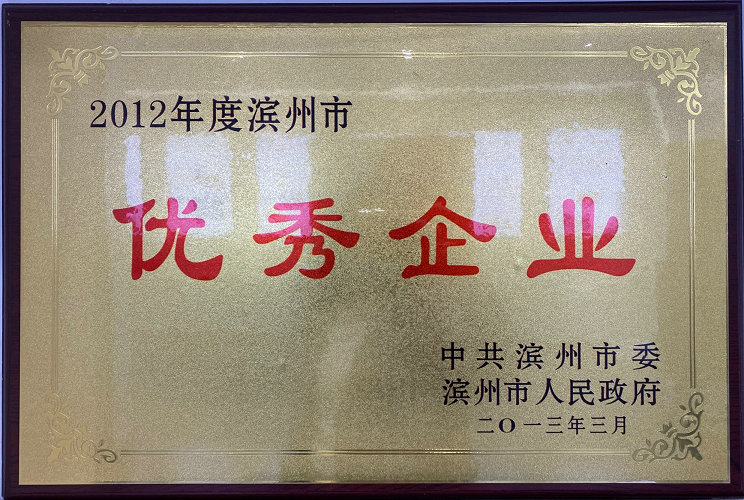 2012年度滨州市
优秀企业
中共滨州市委
滨州市人民政府
二〇一三年三月